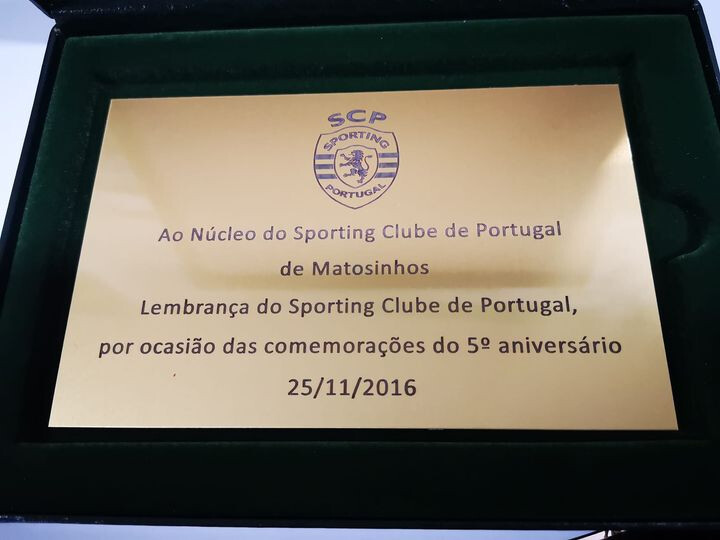 SCP
SPORTING
PORTUGAL
Ao Núcleo do Sporting Clube de Portugal
de Matosinhos
Lembrança do Sporting Clube de Portugal,
por ocasião das comemorações do 5º aniversário
25/11/2016